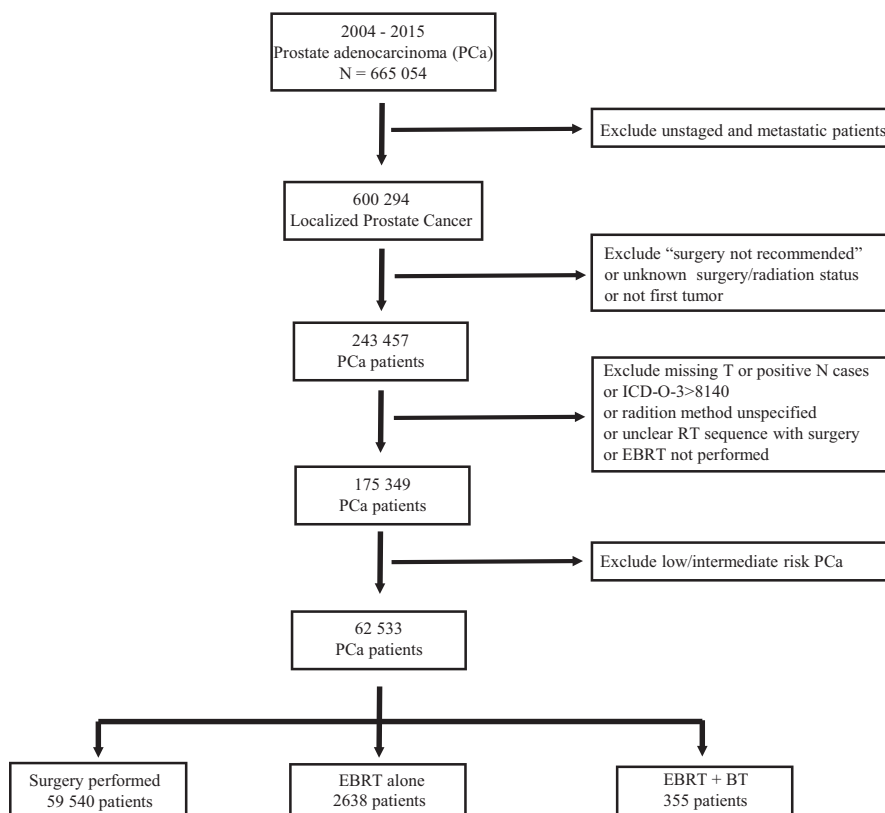 2004 - 2015
Prostate adenocarcinoma (PCa)
N = 665 054
Exclude unstaged and metastatic patients
600 294
Localized Prostate Cancer
Exclude “surgery not recommended”
or unknown surgery/radiation status
or not first tumor
243 457
PCa patients
Exclude missing T or positive N cases
or ICD-O-3>8140
or radition method unspecified
or unclear RT sequence with surgery
or EBRT not performed
175 349
PCa patients
Exclude low/intermediate risk PCa
62 533
PCa patients
Surgery performed
59 540 patients
EBRT alone
2638 patients
EBRT + BT
355 patients